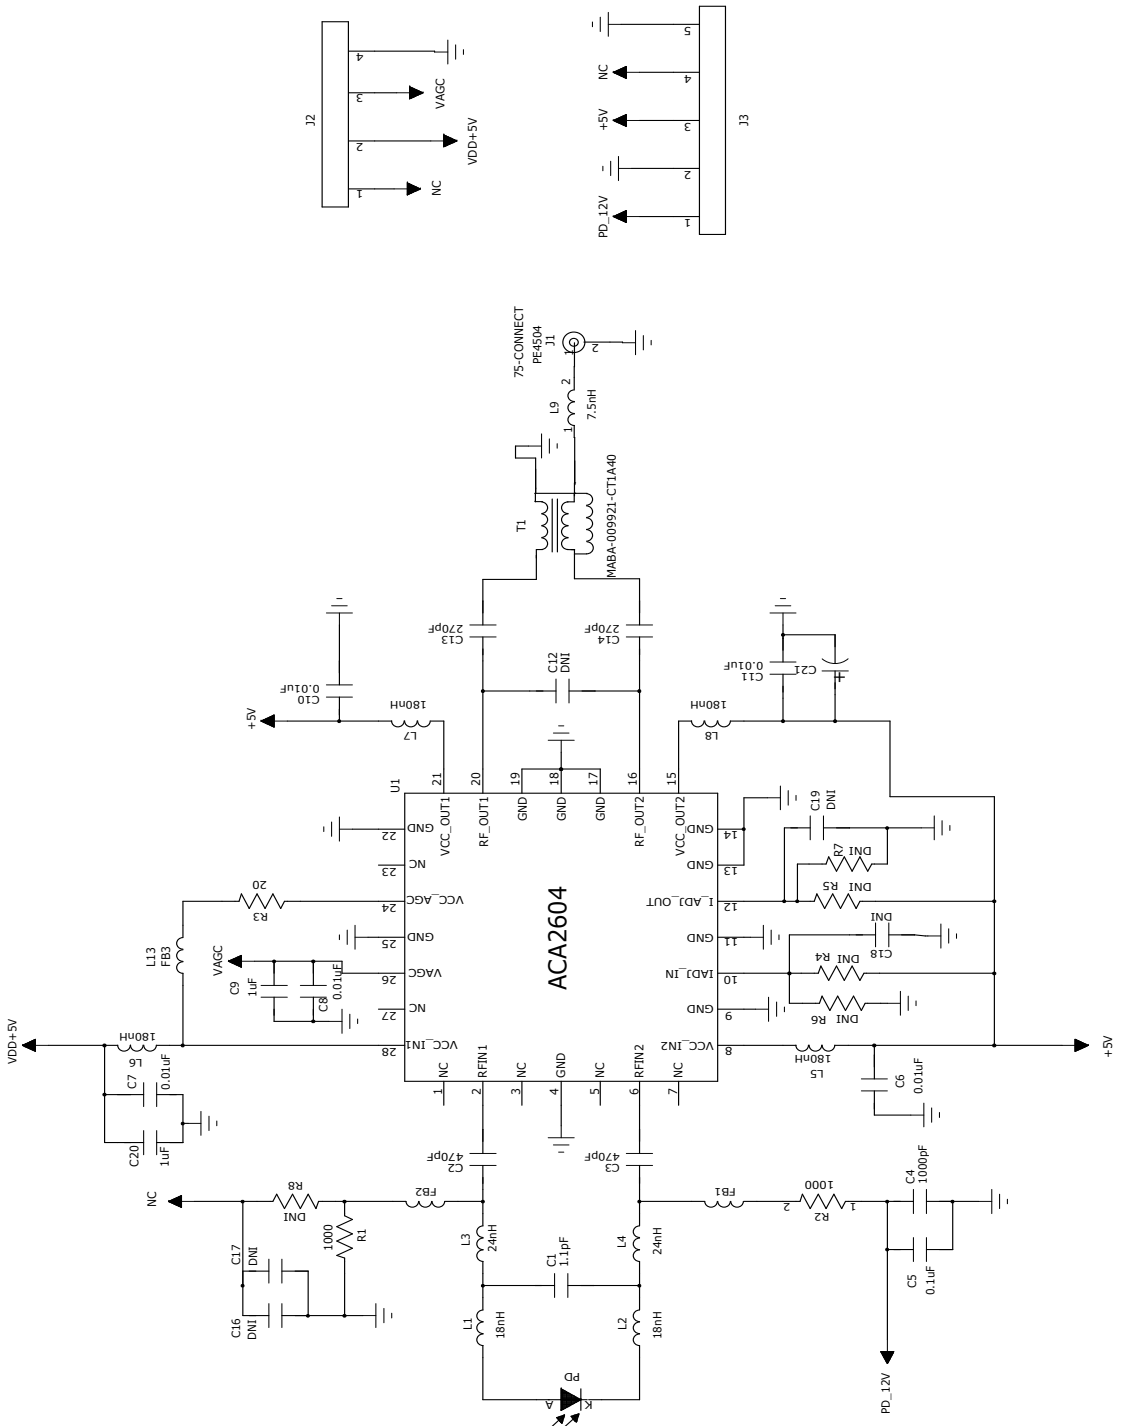 J2
4
3
2
1
VAGC
VDD+5V
NC
J3
5
4
3
2
1
NC
+5V
PD_12V
75-CONNECT
PE4504
J1
1
2
L9
7.5nH
1
2
T1
MABA-009921-CT1A40
C13
270pF
C14
270pF
C12
DNI
C10
0.01uF
+5V
L7
180nH
C11
0.01uF
C21
+
L8
180nH
U1
21
20
19
18
17
16
15
VCC_OUT1
RF_OUT1
GND
GND
GND
RF_OUT2
VCC_OUT2
22
GND
23
NC
24
VCC_AGC
25
GND
26
VAGC
27
NC
28
VCC_IN1
ACA2604
14
GND
13
GND
12
I_ADJ_OUT
11
GND
10
IADJ_IN
9
GND
8
VCC_IN2
NC
RFIN1
NC
GND
NC
RFIN2
NC
1
2
3
4
5
6
7
R3
20
L13
FB3
VAGC
C9
1uF
C8
0.01uF
VDD+5V
L6
180nH
C7
0.01uF
C20
1uF
C19
DNI
R7
DNI
R5
DNI
C18
DNI
R4
DNI
R6
DNI
L5
180nH
C6
0.01uF
+5V
C2
470pF
C3
470pF
NC
R8
DNI
FB2
R1
1000
C17
DNI
C16
DNI
L3
24nH
L4
24nH
C1
1.1pF
L1
18nH
L2
18nH
PD
A
K
FB1
2
R2
1000
1
C4
1000pF
C5
0.1uF
PD_12V